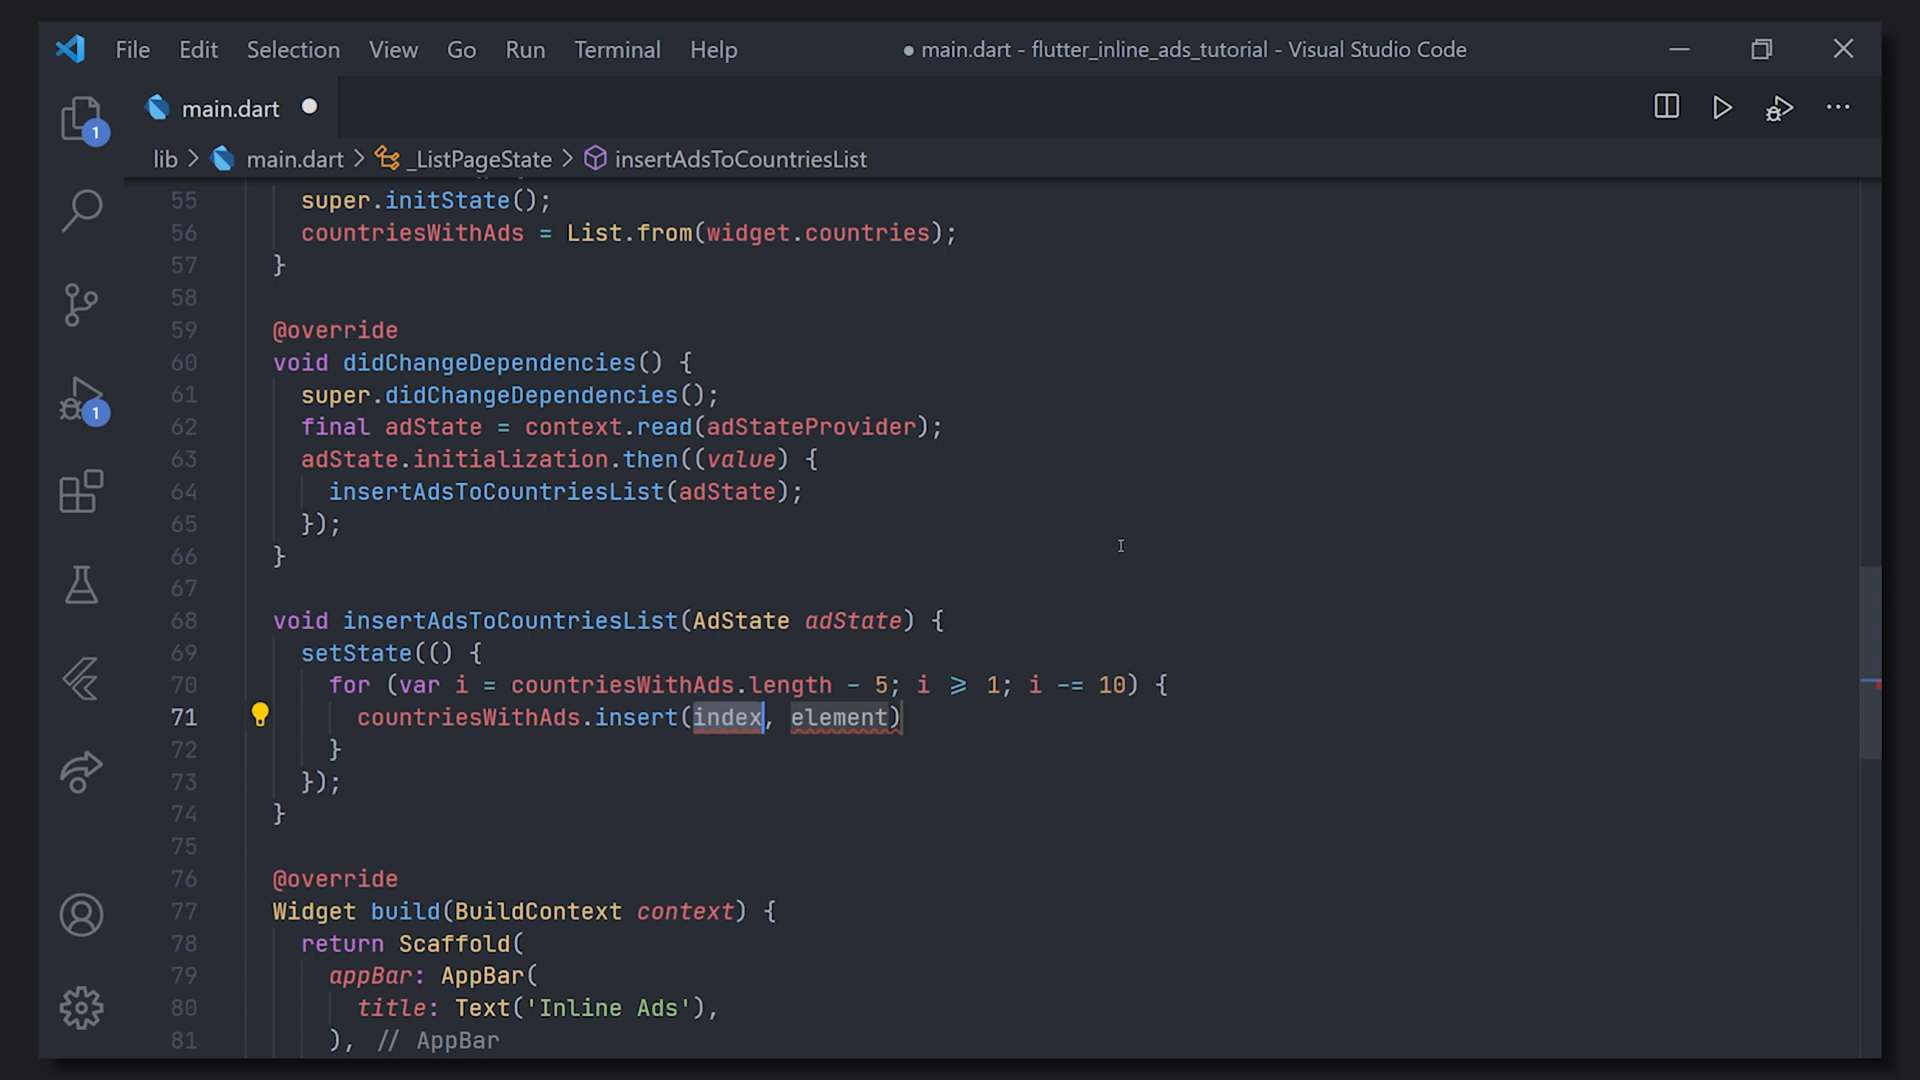 File Edit Selection View Go Run Terminal Help ● main.dart - flutter_inline_ads_tutorial - Visual Studio Code
main.dart
lib > main.dart > _ListPageState > insertAdsToCountriesList
1
1
55 super.initState();
56 countriesWithAds = List.from(widget.countries);
57 }
58
59 @override
60 void didChangeDependencies() {
61 super.didChangeDependencies();
62 final adState = context.read(adStateProvider);
63 adState.initialization.then((value) {
64 insertAdsToCountriesList(adState);
65 });
66 }
67
68 void insertAdsToCountriesList(AdState adState) {
69 setState(() {
70 for (var i = countriesWithAds.length - 5; i >= 1; i -= 10) {
71 countriesWithAds.insert(index, element)
72 }
73 });
74 }
75
76 @override
77 Widget build(BuildContext context) {
78 return Scaffold(
79 appBar: AppBar(
80 title: Text('Inline Ads'),
81 ), // AppBar